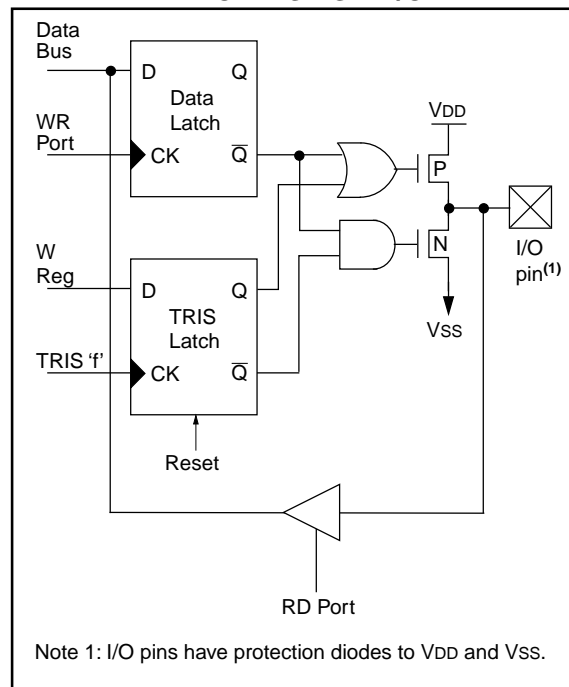 Data
Bus
D
Q
Data
Latch
WR
Port
CK
Q
VDD
P
N
I/O
pin(1)
VSS
W
Reg
D
Q
TRIS
Latch
TRIS ‘f’
CK
Q
Reset
RD Port
Note 1: I/O pins have protection diodes to VDD and VSS.